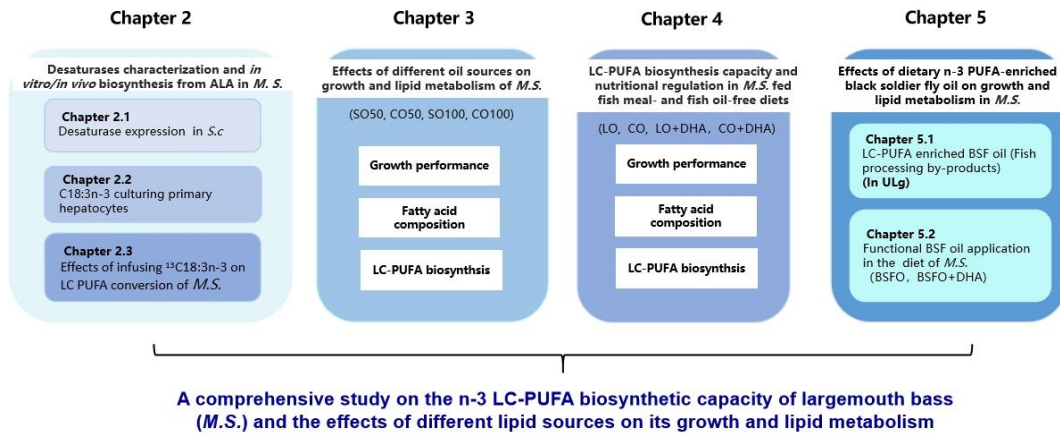 Chapter 2
Desaturases characterization and in
vitro/in vivo biosynthesis from ALA in M. S.
Chapter 2.1
Desaturase expression in S.c
Chapter 2.2
C18:3n-3 culturing primary
hepatocytes
Chapter 2.3
Effects of infusing ¹³C18:3n-3 on
LC PUFA conversion of M.S.
Chapter 3
Effects of different oil sources on
growth and lipid metabolism of M.S.
(SO50, CO50, SO100, CO100)
Growth performance
Fatty acid
composition
LC-PUFA biosynthsis
Chapter 4
LC-PUFA biosynthesis capacity and
nutritional regulation in M.S. fed
fish meal- and fish oil-free diets
(LO, CO, LO+DHA, CO+DHA)
Growth performance
Fatty acid
composition
LC-PUFA biosynthsis
Chapter 5
Effects of dietary n-3 PUFA-enriched
black soldier fly oil on growth and
lipid metabolism in M.S.
Chapter 5.1
LC-PUFA enriched BSF oil (Fish
processing by-products)
(In ULg)
Chapter 5.2
Functional BSF oil application
in the diet of M.S.
(BSFO, BSFO+DHA)
A comprehensive study on the n-3 LC-PUFA biosynthetic capacity of largemouth bass
(M.S.) and the effects of different lipid sources on its growth and lipid metabolism